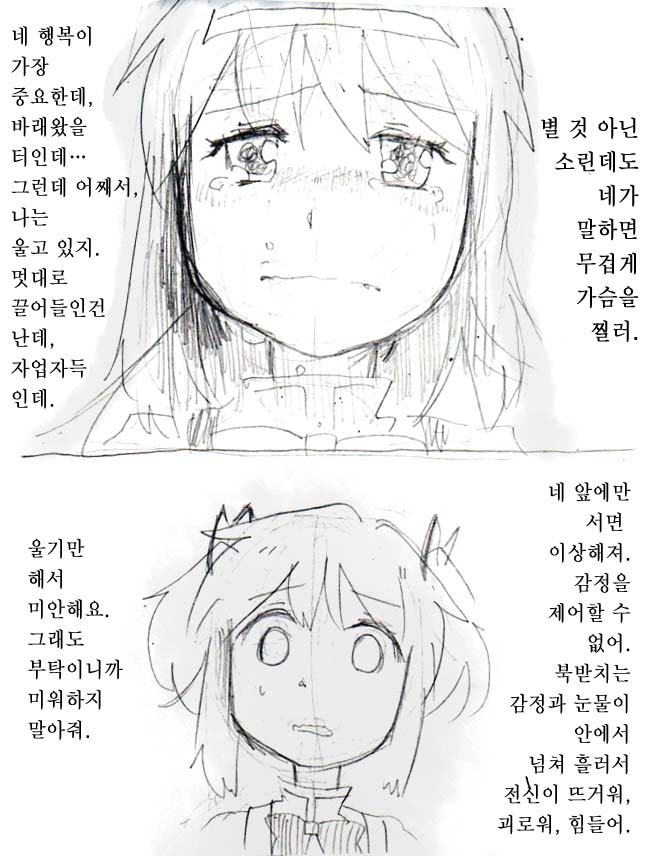 별 것 아닌
소린데도
네가
말하면
무겁게
가슴을
찔러.
네 행복이
가장
중요한데,
바래왔을
터인데…
그런데 어째서,
나는
울고 있지.
멋대로
끌어들인건
난데,
자업자득
인데.
네 앞에만
서면
이상해져.
감정을
제어할 수
없어.
북받치는
감정과 눈물이
안에서
넘쳐 흘러서
전신이 뜨거워,
괴로워, 힘들어.
울기만
해서
미안해요.
그래도
부탁이니까
미워하지
말아줘.